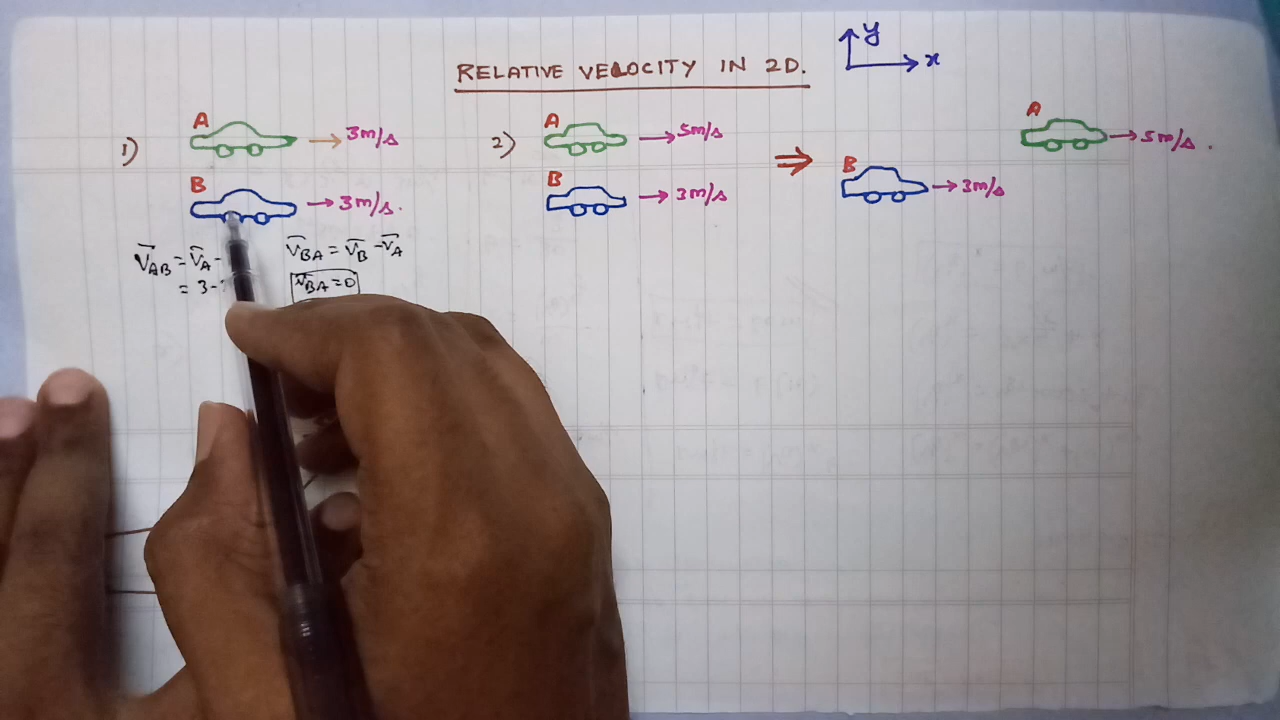 RELATIVE VELOCITY IN 2D.
y
x
1)
A
3m/s
B
3m/s.
V̄AB = V̄A -
= 3 -
V̄BA = V̄B - V̄A
V̄BA = 0
2)
A
5m/s
B
3m/s
⇒
A
5m/s.
B
3m/s